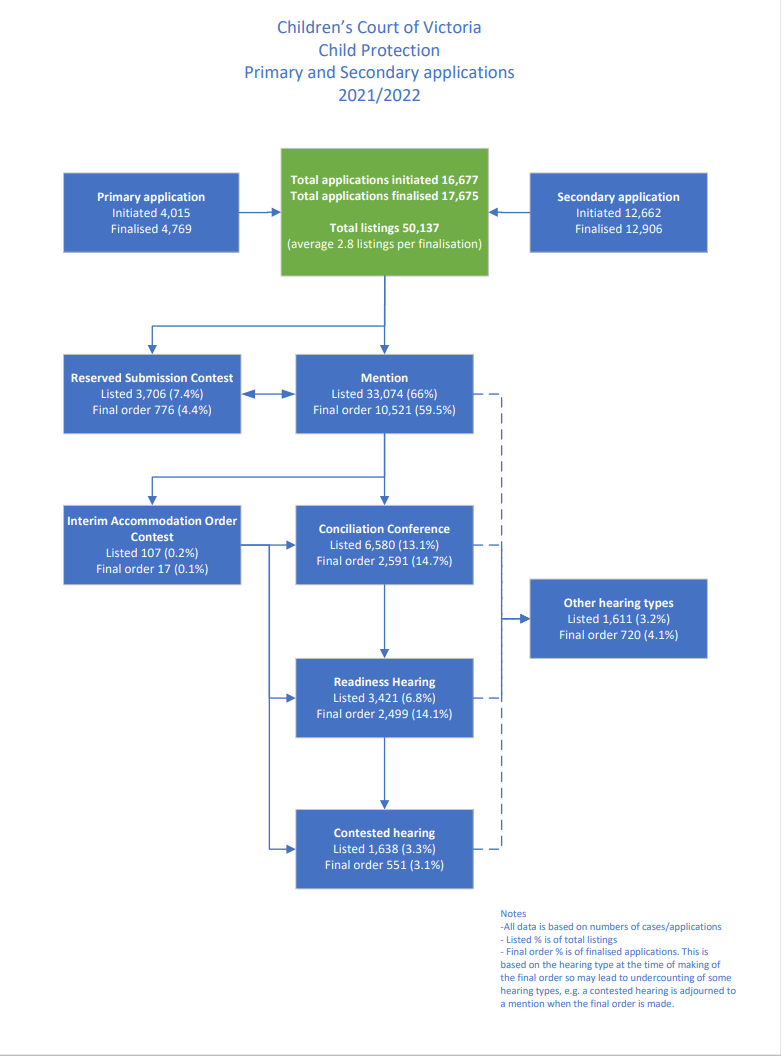 Children’s Court of Victoria
Child Protection
Primary and Secondary applications
2021/2022
Primary application
Initiated 4,015
Finalised 4,769
Total applications initiated 16,677
Total applications finalised 17,675
Total listings 50,137
(average 2.8 listings per finalisation)
Secondary application
Initiated 12,662
Finalised 12,906
Reserved Submission Contest
Listed 3,706 (7.4%)
Final order 776 (4.4%)
Mention
Listed 33,074 (66%)
Final order 10,521 (59.5%)
Interim Accommodation Order
Contest
Listed 107 (0.2%)
Final order 17 (0.1%)
Conciliation Conference
Listed 6,580 (13.1%)
Final order 2,591 (14.7%)
Other hearing types
Listed 1,611 (3.2%)
Final order 720 (4.1%)
Readiness Hearing
Listed 3,421 (6.8%)
Final order 2,499 (14.1%)
Contested hearing
Listed 1,638 (3.3%)
Final order 551 (3.1%)
Notes
-All data is based on numbers of cases/applications
- Listed % is of total listings
- Final order % is of finalised applications. This is
based on the hearing type at the time of making of
the final order so may lead to undercounting of some
hearing types, e.g. a contested hearing is adjourned to
a mention when the final order is made.